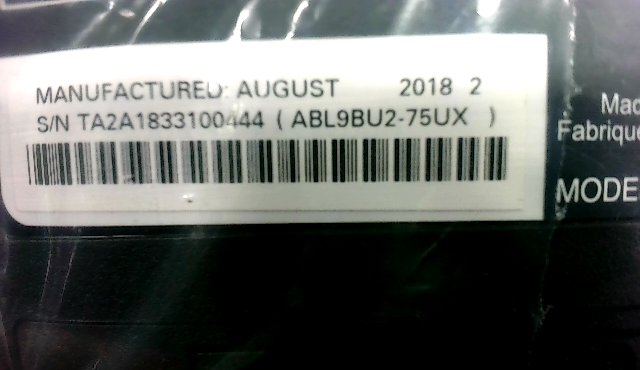 MANUFACTURED: AUGUST 2018 2
S/N TA2A1833100444 ( ABL9BU2-75UX )
Mad
Fabrique
MODE